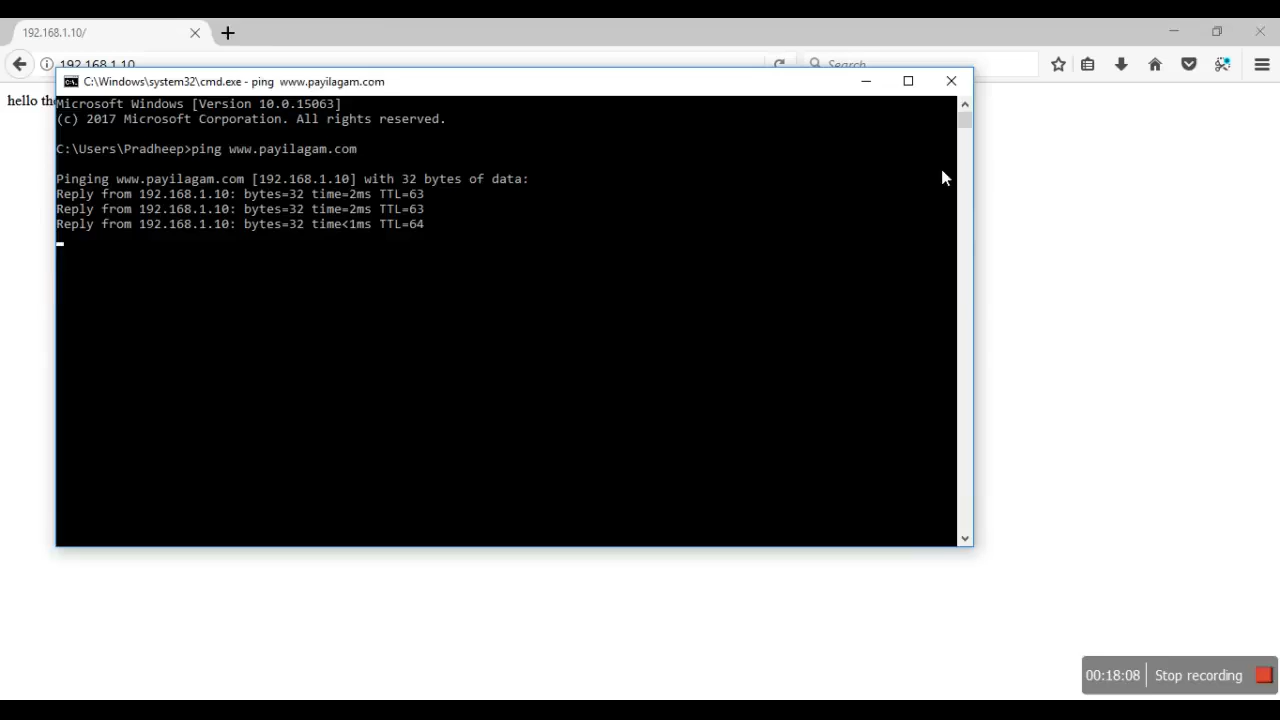 192.168.1.10/
192.168.1.10
Search
C:\Windows\system32\cmd.exe - ping  www.payilagam.com
hello
Microsoft Windows [Version 10.0.15063]
(c) 2017 Microsoft Corporation. All rights reserved.
C:\Users\Pradheep>ping www.payilagam.com
Pinging www.payilagam.com [192.168.1.10] with 32 bytes of data:
Reply from 192.168.1.10: bytes=32 time=2ms TTL=63
Reply from 192.168.1.10: bytes=32 time=2ms TTL=63
Reply from 192.168.1.10: bytes=32 time<1ms TTL=64
00:18:08 Stop recording